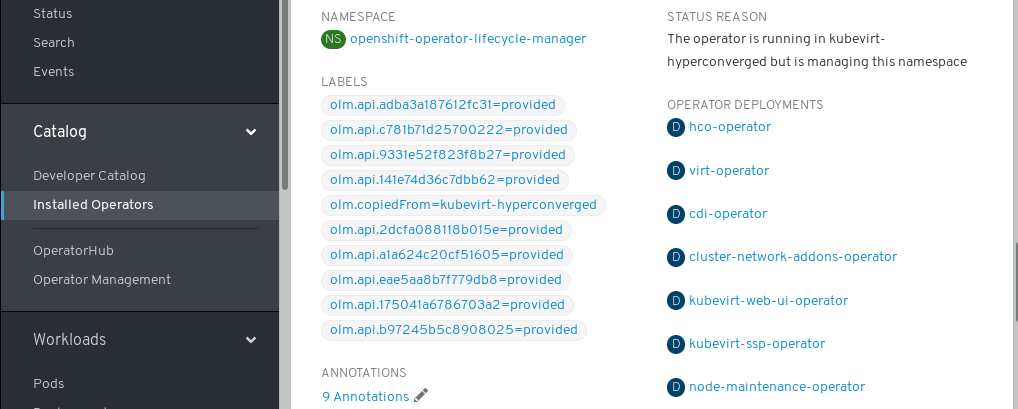 Status
Search
Events
Catalog
Developer Catalog
Installed Operators
OperatorHub
Operator Management
Workloads
Pods
NAMESPACE
NS openshift-operator-lifecycle-manager
LABELS
olm.api.adba3a187612fc31=provided
olm.api.c781b71d25700222=provided
olm.api.9331e52f823f8b27=provided
olm.api.141e74d36c7dbb62=provided
olm.copiedFrom=kubevirt-hyperconverged
olm.api.2dcfa088118b015e=provided
olm.api.a1a624c20cf51605=provided
olm.api.eae5aa8b7f779db8=provided
olm.api.175041a6786703a2=provided
olm.api.b97245b5c8908025=provided
ANNOTATIONS
9 Annotations
STATUS REASON
The operator is running in kubevirt-
hyperconverged but is managing this namespace
OPERATOR DEPLOYMENTS
D hco-operator
D virt-operator
D cdi-operator
D cluster-network-addons-operator
D kubevirt-web-ui-operator
D kubevirt-ssp-operator
D node-maintenance-operator